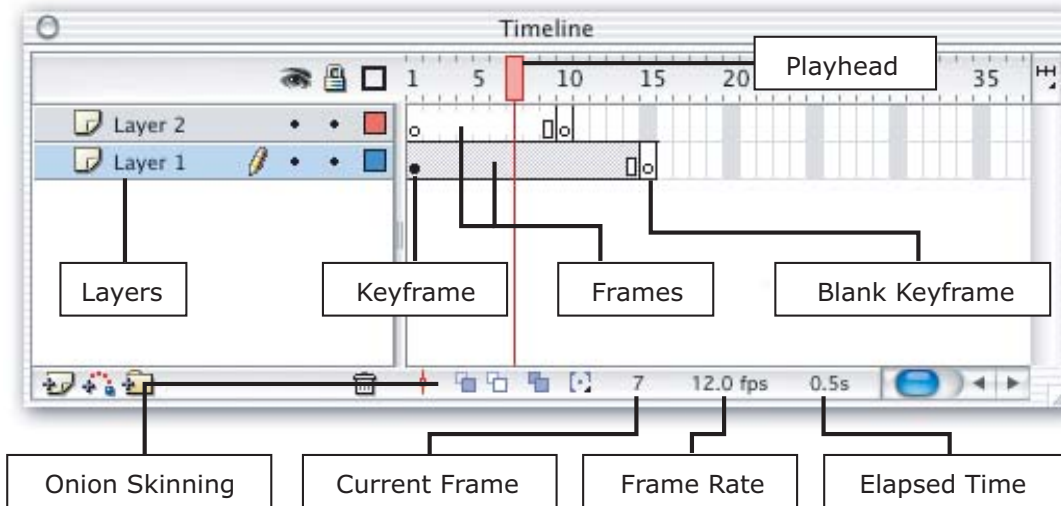 Timeline
Playhead
1 5 10 15 20 35
Layer 2
Layer 1
Layers
Keyframe
Frames
Blank Keyframe
7 12.0 fps 0.5s
Onion Skinning
Current Frame
Frame Rate
Elapsed Time